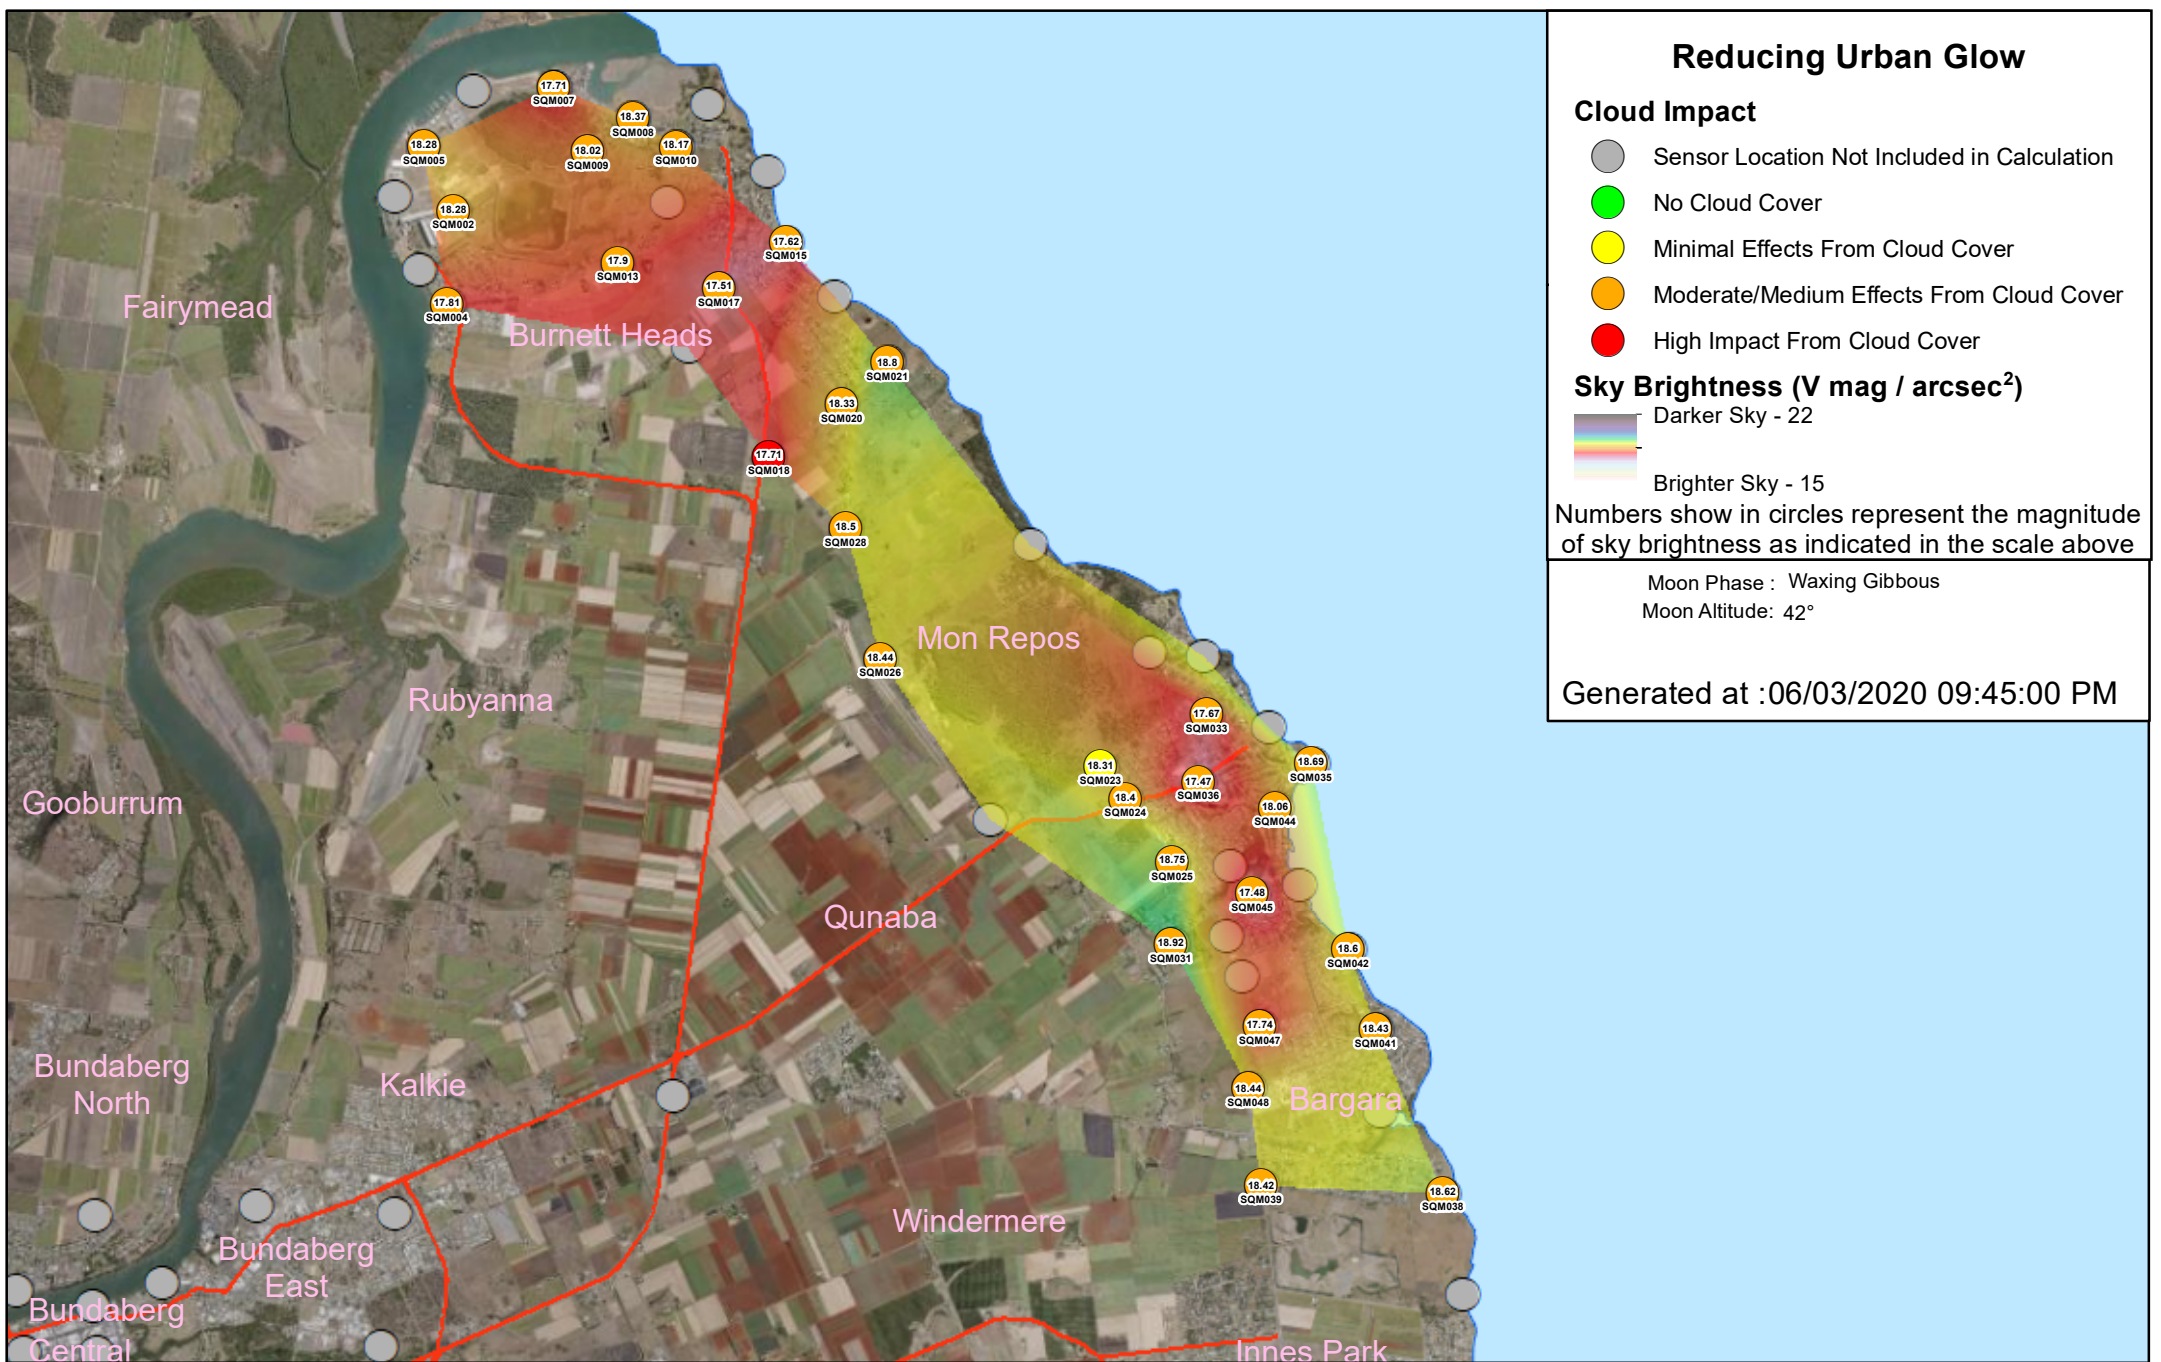 Reducing Urban Glow
Cloud Impact
Sensor Location Not Included in Calculation
No Cloud Cover
Minimal Effects From Cloud Cover
Moderate/Medium Effects From Cloud Cover
High Impact From Cloud Cover
Sky Brightness (V mag / arcsec²)
Darker Sky - 22
Brighter Sky - 15
Numbers show in circles represent the magnitude
of sky brightness as indicated in the scale above
Moon Phase : Waxing Gibbous
Moon Altitude: 42°
Generated at :06/03/2020 09:45:00 PM
17.71
SQM007
18.37
SQM008
18.28
SQM005
18.02
SQM009
18.17
SQM010
18.28
SQM002
17.62
SQM015
17.9
SQM013
17.51
SQM017
17.81
SQM004
Fairymead
Burnett Heads
18.8
SQM021
18.33
SQM020
17.71
SQM018
18.5
SQM028
Mon Repos
18.44
SQM026
Rubyanna
17.67
SQM033
18.31
SQM023
18.69
SQM035
17.47
SQM036
18.4
SQM024
18.06
SQM044
Gooburrum
18.75
SQM025
17.48
SQM045
Qunaba
18.92
SQM031
18.6
SQM042
17.74
SQM047
18.43
SQM041
Bundaberg
North
Kalkie
18.44
SQM048
Bargara
18.42
SQM039
18.62
SQM038
Windermere
Bundaberg
East
Bundaberg
Central
Innes Park